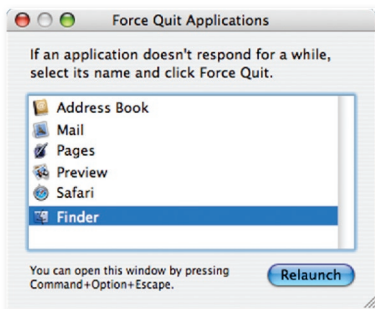 Force Quit Applications
If an application doesn't respond for a while,
select its name and click Force Quit.
Address Book
Mail
Pages
Preview
Safari
Finder
You can open this window by pressing
Command+Option+Escape.
Relaunch